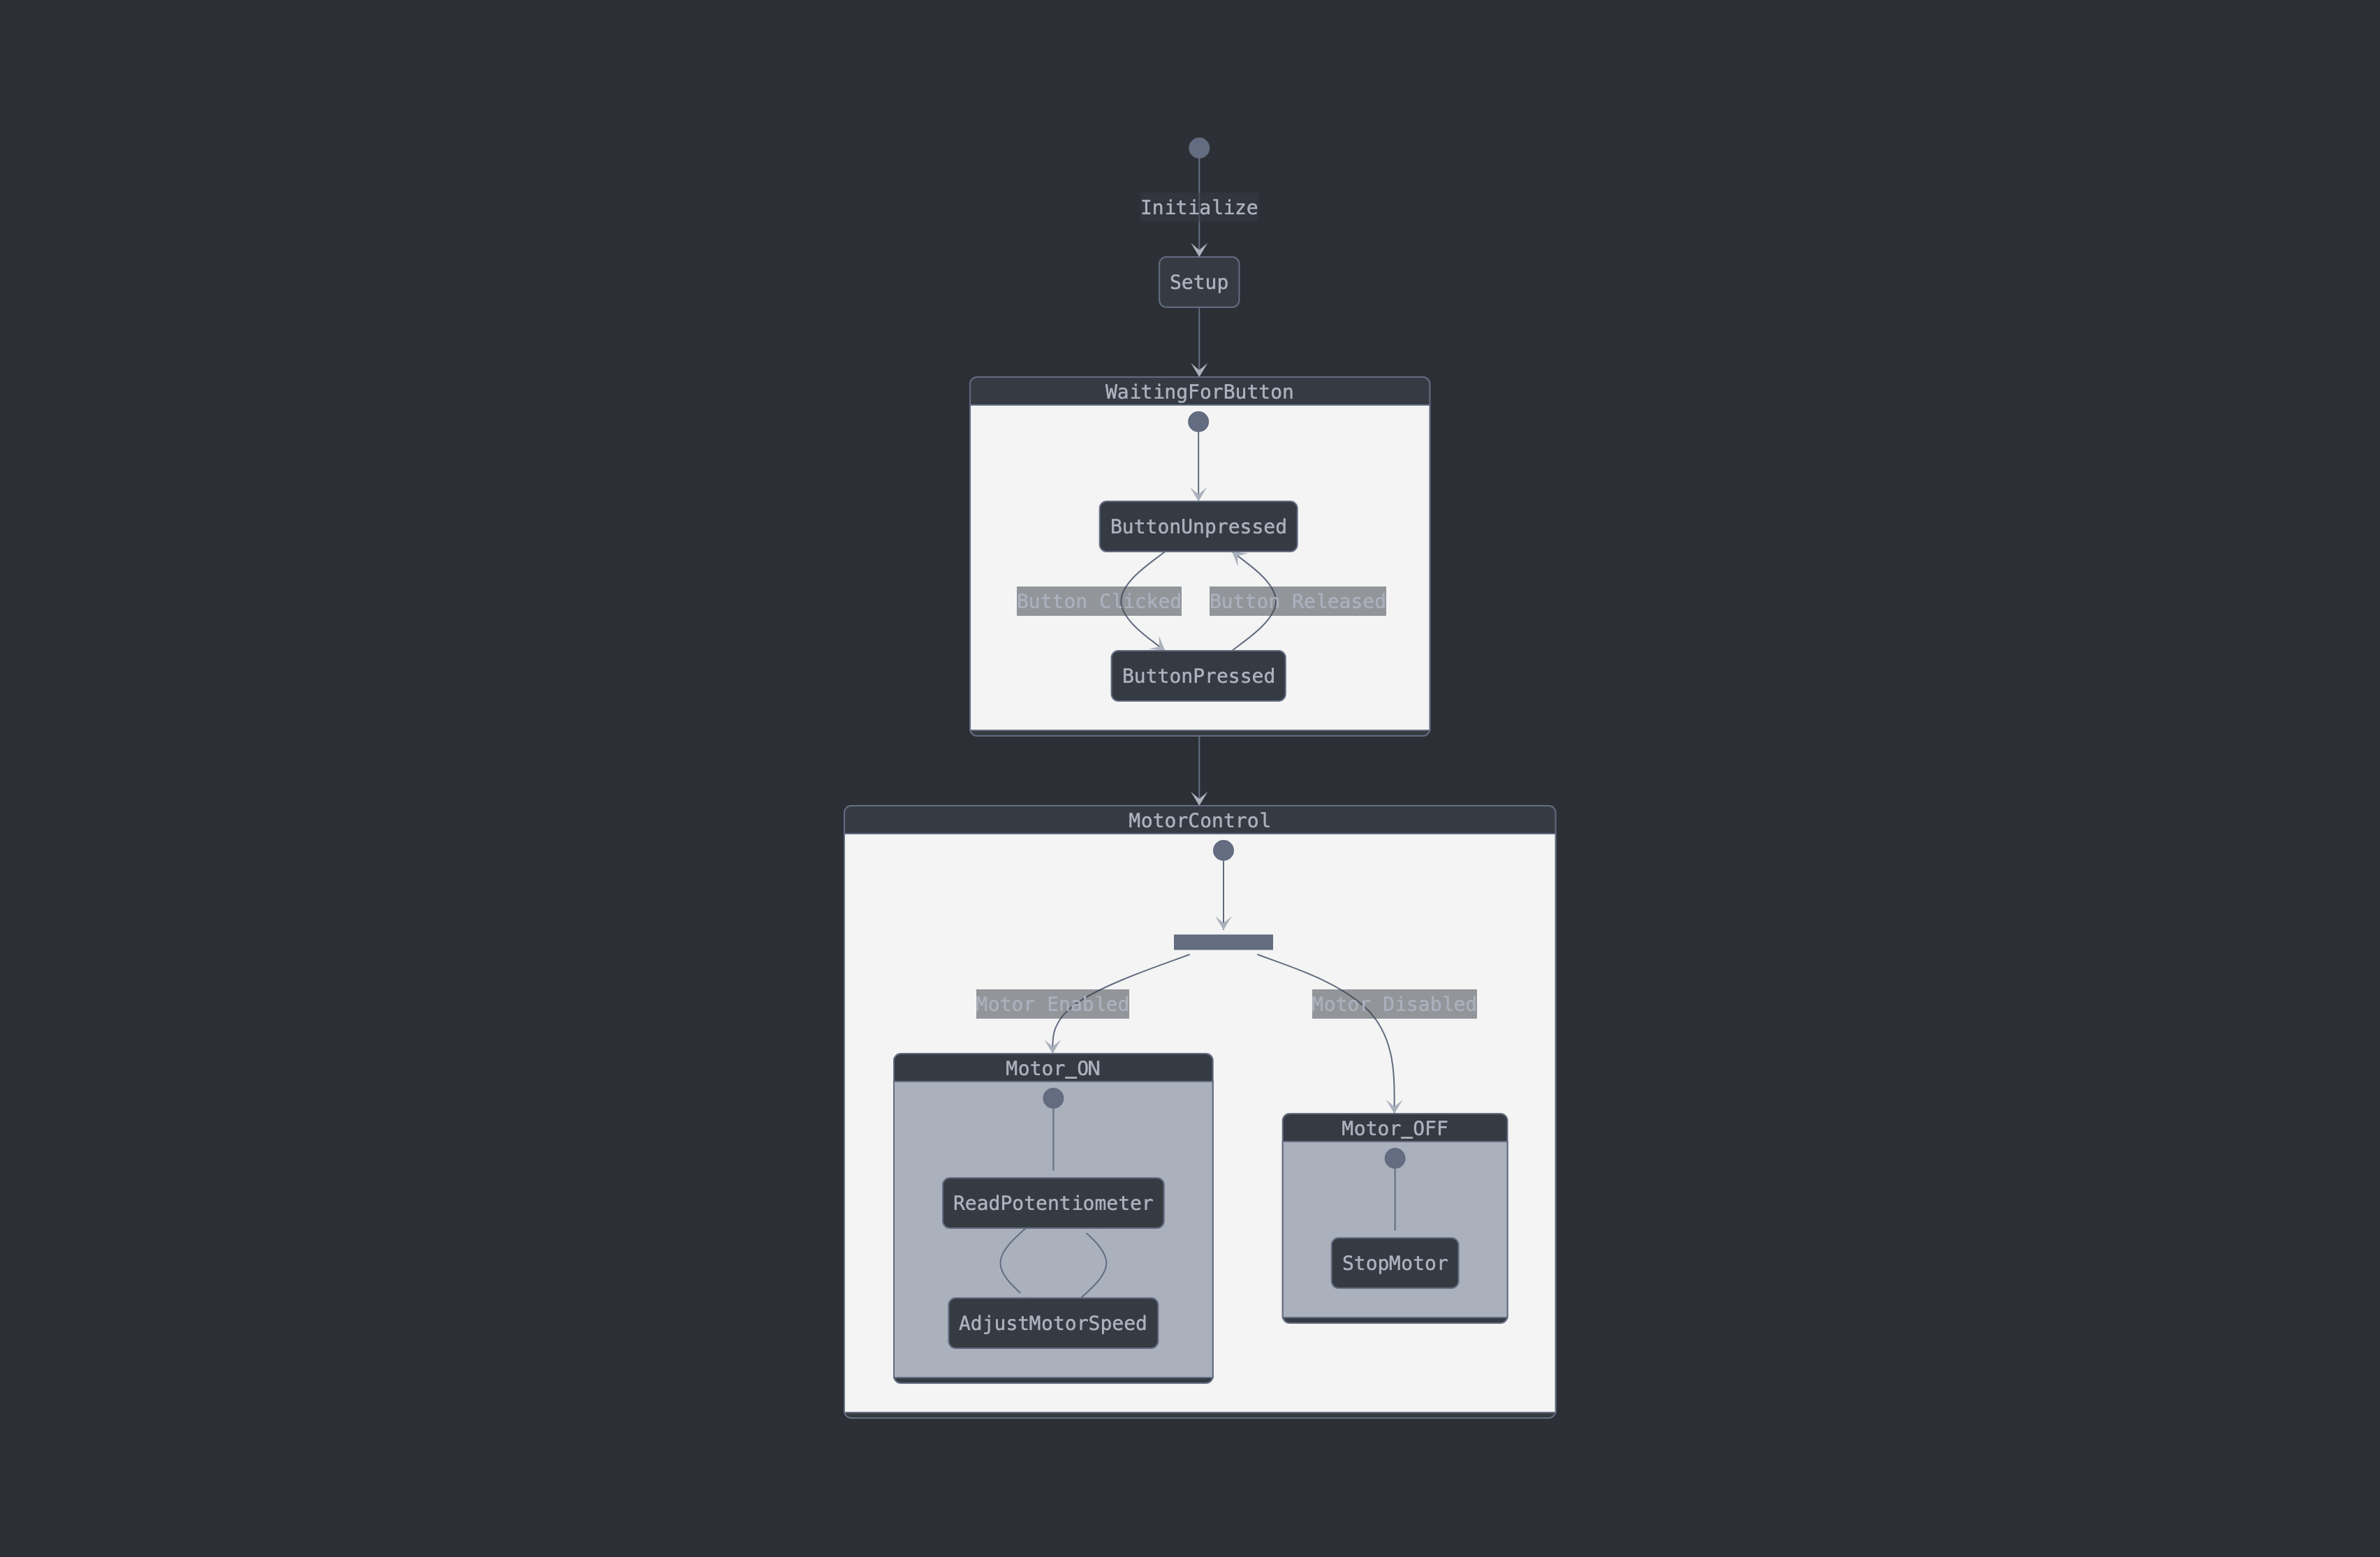 Initialize
Setup
WaitingForButton
ButtonUnpressed
Button Clicked
Button Released
ButtonPressed
MotorControl
Motor Enabled
Motor Disabled
Motor_ON
Motor_OFF
ReadPotentiometer
StopMotor
AdjustMotorSpeed